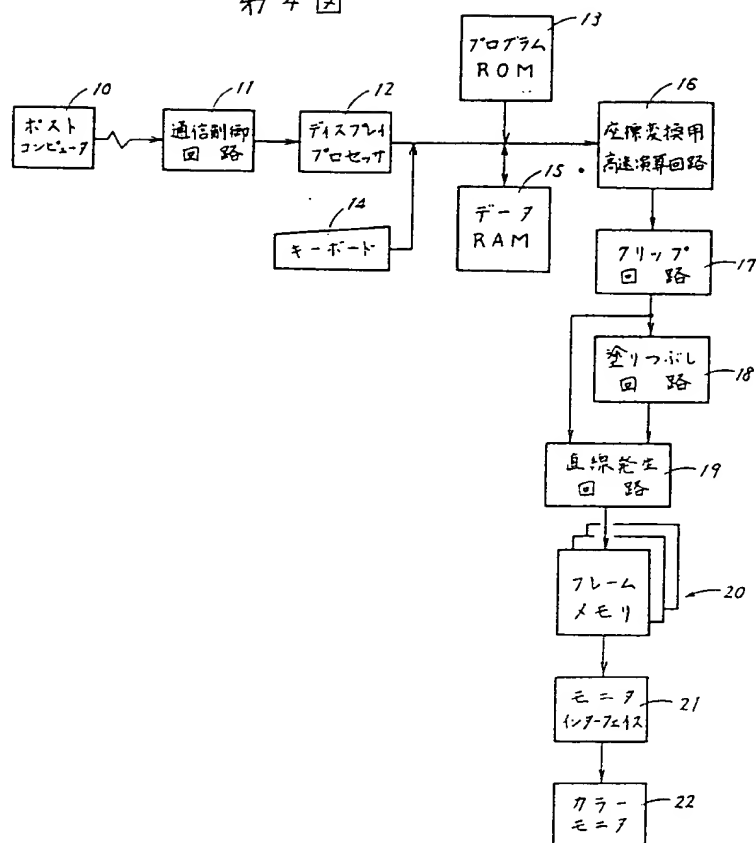 第4図
10
ポスト
コンピュータ
11
通信制御
回路
12
ディスプレイ
プロセッサ
13
プログラム
ROM
14
キーボード
15
データ
RAM
16
座標変換用
高速演算回路
17
クリップ
回路
18
塗りつぶし
回路
19
直線発生
回路
20
フレーム
メモリ
21
モニタ
インターフェイス
22
カラー
モニタ